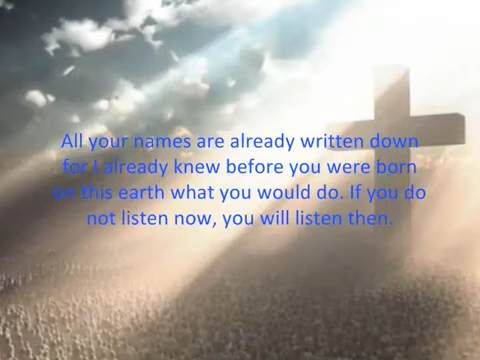 All your names are already written down
for I already knew before you were born
on this earth what you would do. If you do
not listen now, you will listen then.